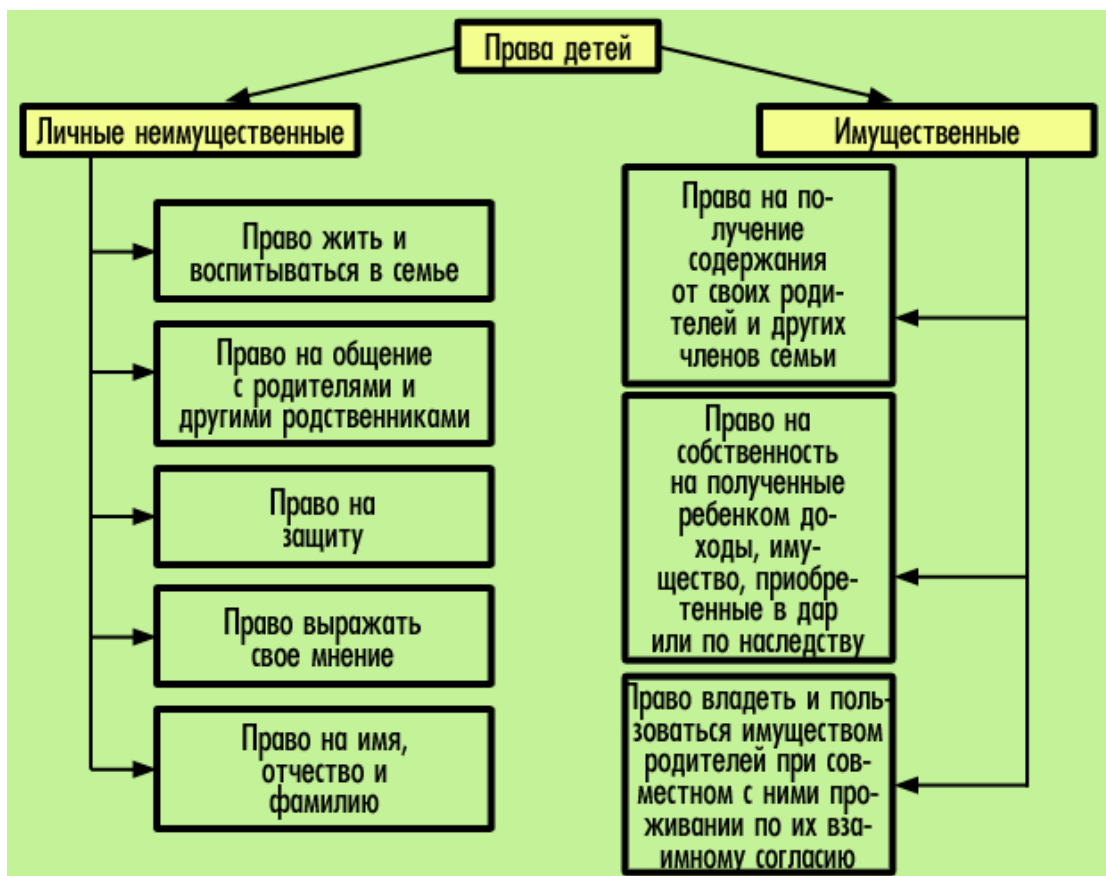 Права детей
Личные неимущественные
Имущественные
Право жить и
воспитываться в семье
Право на общение
с родителями и
другими родственниками
Право на
защиту
Право выражать
свое мнение
Право на имя,
отчество и
фамилию
Права на по-
лучение
содержания
от своих роди-
телей и других
членов семьи
Право на
собственность
на полученные
ребенком до-
ходы, иму-
щество, приобре-
тенные в дар
или по наследству
Право владеть и поль-
зоваться имуществом
родителей при сов-
местном с ними про-
живании по их вза-
имному согласию